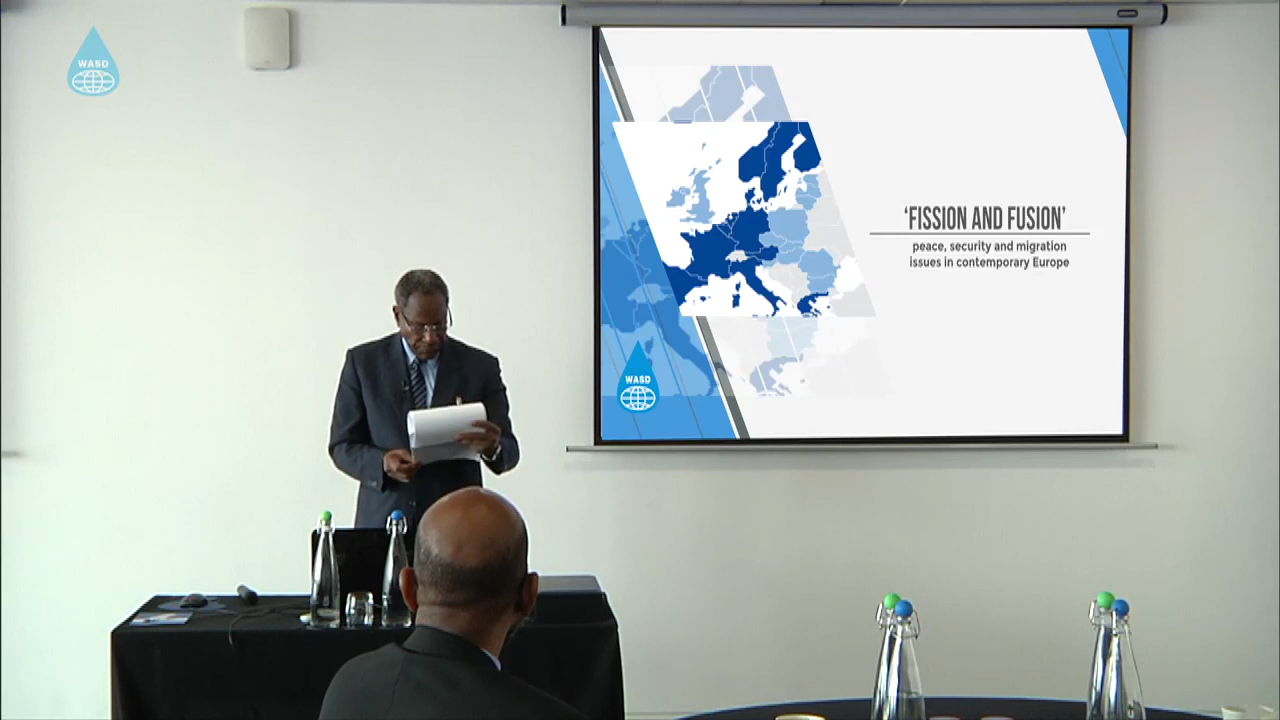 WASD
'FISSION AND FUSION'
peace, security and migration
issues in contemporary Europe
WASD